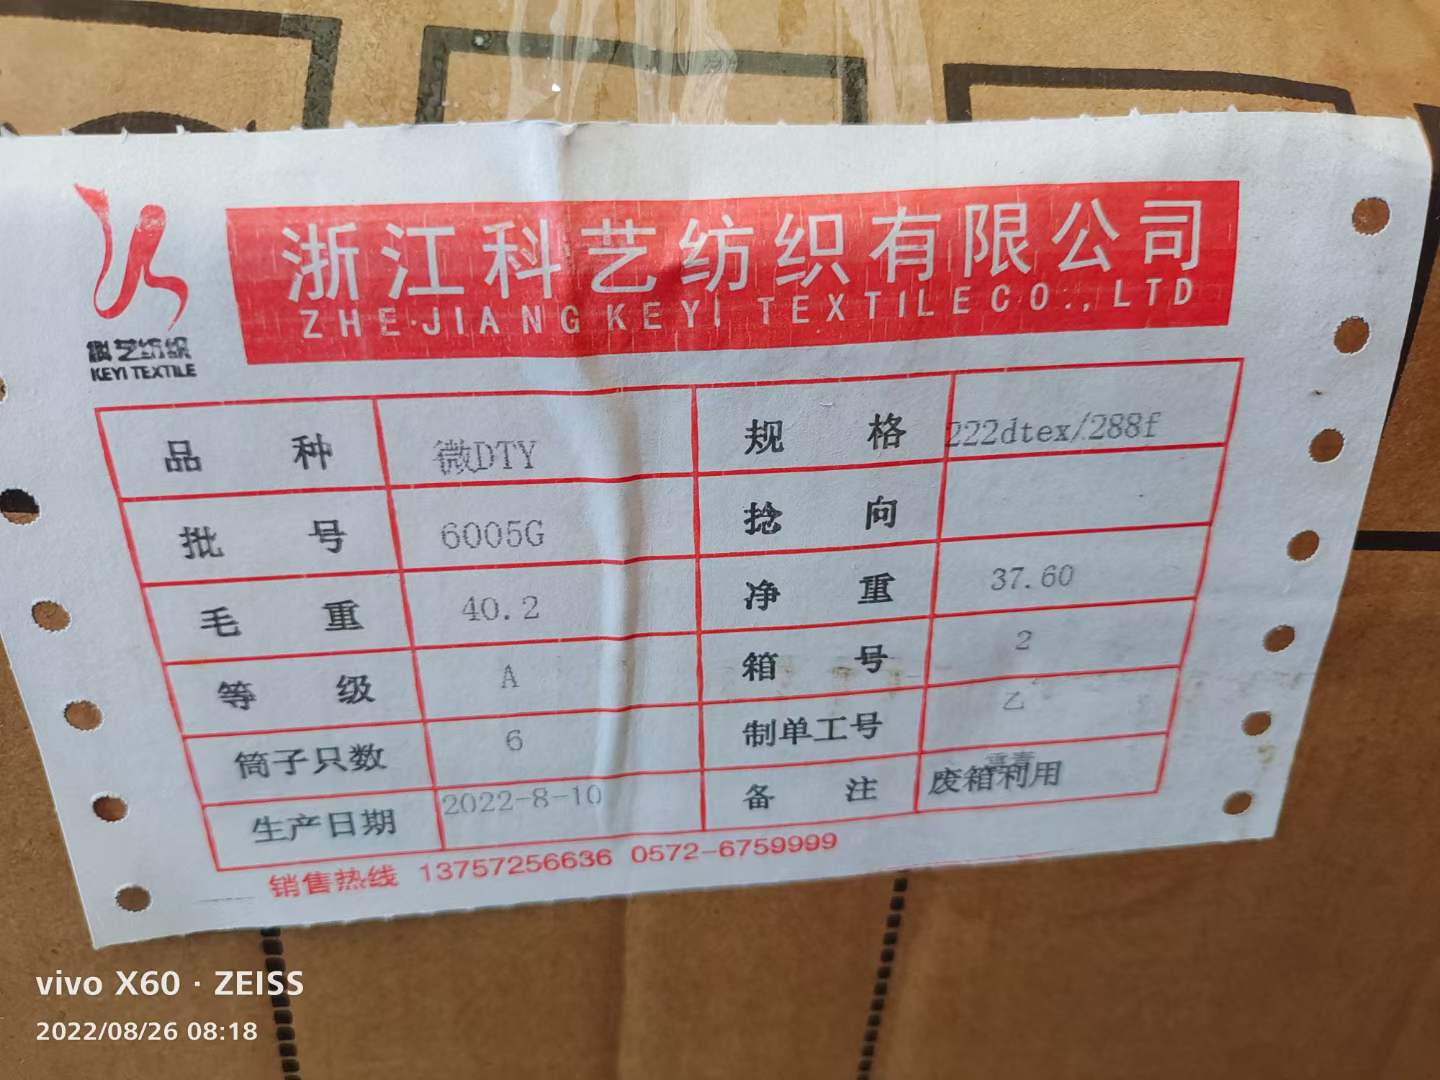 浙江科艺纺织有限公司
ZHEJIANG KEYI TEXTILE CO., LTD
科艺纺织
KEYI TEXTILE
品 种 微DTY 规 格 222dtex/288f
批 号 6005G 捻 向
毛 重 40.2 净 重 37.60
等 级 A 箱 号 2
筒子只数 6 制单工号 乙
生产日期 2022-8-10 备 注 废箱利用
销售热线 13757256636 0572-6759999
vivo X60 · ZEISS
2022/08/26 08:18